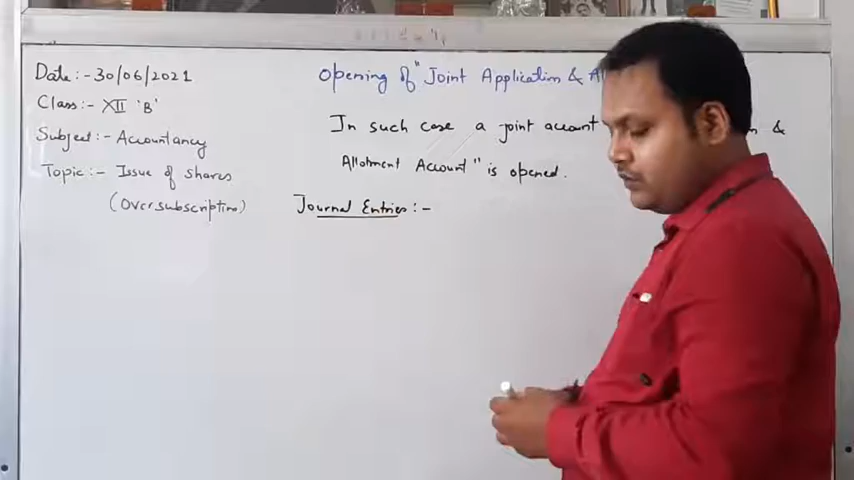 Date:- 30/06/2021
Class:- XII 'B'
Subject:- Accountancy
Topic:- Issue of Shares
(Oversubscription)
Opening of "Joint Application &
In such case a joint account &
Allotment Account" is opened.
Journal Entries:-